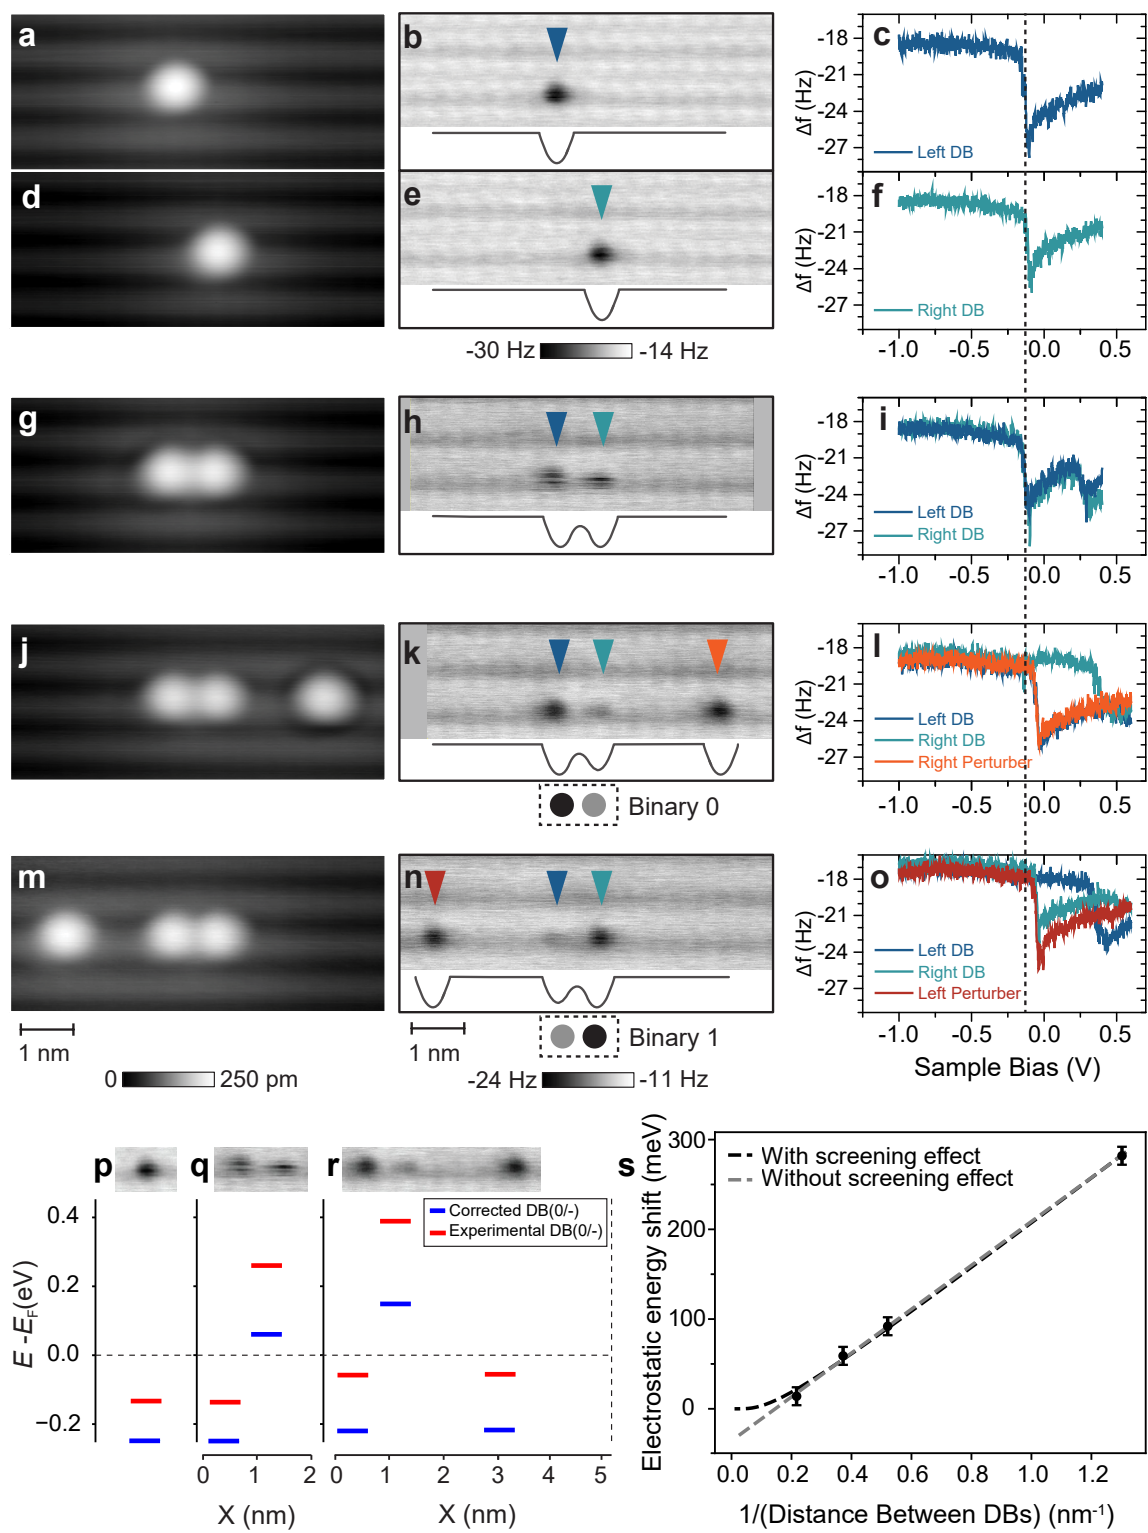 a
b
c
-18
-21
-24
-27
Δf (Hz)
Left DB
d
e
f
-18
-21
-24
-27
Δf (Hz)
Right DB
-30 Hz
-14 Hz
-1.0
-0.5
0.0
0.5
g
h
i
-18
-21
-24
-27
Δf (Hz)
Left DB
Right DB
-1.0
-0.5
0.0
0.5
j
k
l
-18
-21
-24
-27
Δf (Hz)
Left DB
Right DB
Right Perturber
Binary 0
-1.0
-0.5
0.0
0.5
m
n
o
-18
-21
-24
-27
Δf (Hz)
Left DB
Right DB
Left Perturber
1 nm
1 nm
Binary 1
-1.0
-0.5
0.0
0.5
Sample Bias (V)
0
250 pm
-24 Hz
-11 Hz
p
q
r
s
0.4
0.2
0.0
−0.2
E -EF(eV)
Corrected DB(0/-)
Experimental DB(0/-)
0
1
2
X (nm)
0
1
2
3
4
5
X (nm)
300
200
100
0
Electrostatic energy shift (meV)
With screening effect
Without screening effect
0.0
0.2
0.4
0.6
0.8
1.0
1.2
1/(Distance Between DBs) (nm⁻¹)